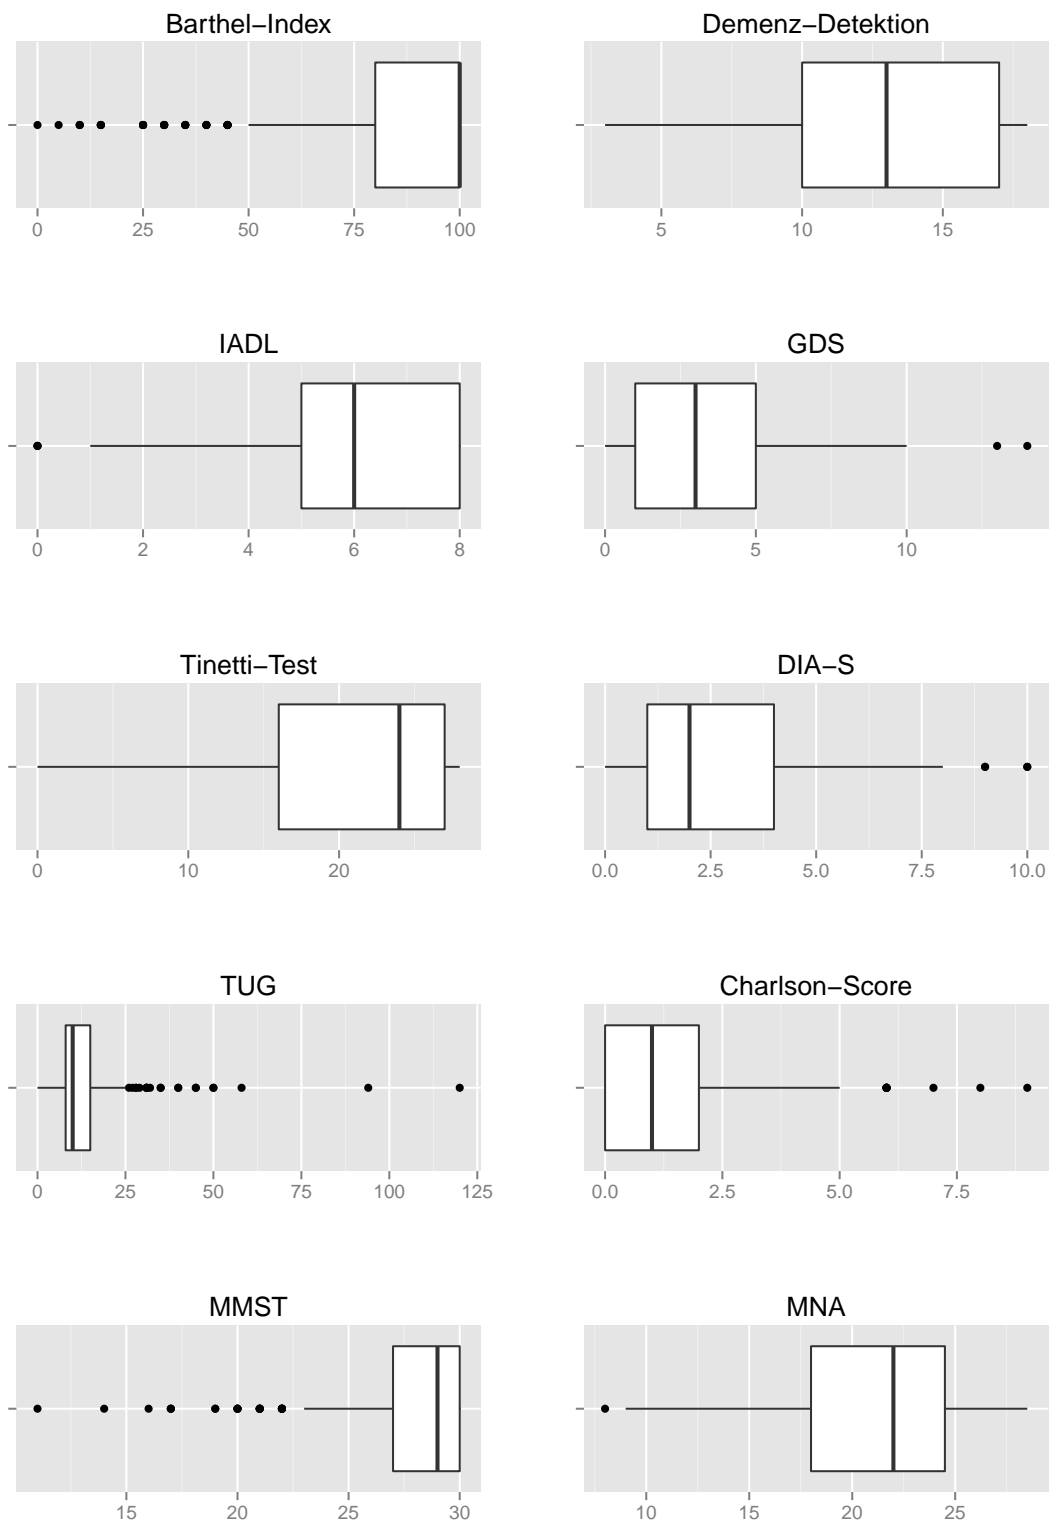 Barthel−Index
0 25 50 75 100
Demenz−Detektion
5 10 15
IADL
0 2 4 6 8
GDS
0 5 10
Tinetti−Test
0 10 20
DIA−S
0.0 2.5 5.0 7.5 10.0
TUG
0 25 50 75 100 125
Charlson−Score
0.0 2.5 5.0 7.5
MMST
15 20 25 30
MNA
10 15 20 25